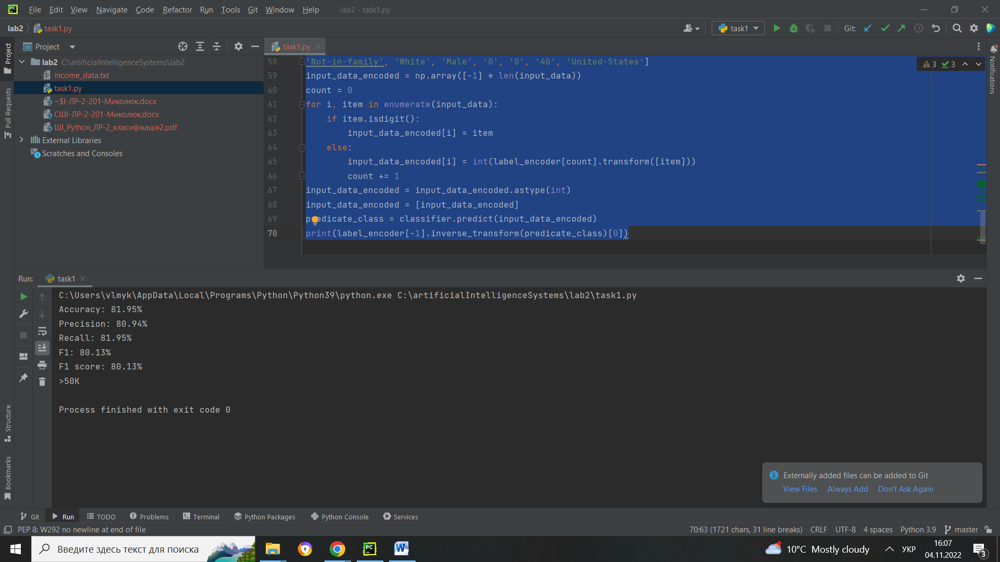 File Edit View Navigate Code Refactor Run Tools Git Window Help lab2 - task1.py
lab2 task1.py task1 Git:
Project
task1.py
lab2 C:\artificialIntelligenceSystems\lab2
income_data.txt
task1.py
~$І-ЛР-2-201-Миколюк.docx
СШІ-ЛР-2-201-Миколюк.docx
ШІ_Python_ЛР-2_класифікація2.pdf
External Libraries
Scratches and Consoles
Project
Pull Requests
Structure
Bookmarks
Notifications
3 3
58 'Not-in-family', 'White', 'Male', '0', '0', '40', 'United-States']
59 input_data_encoded = np.array([-1] * len(input_data))
60 count = 0
61 for i, item in enumerate(input_data):
62 if item.isdigit():
63 input_data_encoded[i] = item
64 else:
65 input_data_encoded[i] = int(label_encoder[count].transform([item]))
66 count += 1
67 input_data_encoded = input_data_encoded.astype(int)
68 input_data_encoded = [input_data_encoded]
69 predicate_class = classifier.predict(input_data_encoded)
70 print(label_encoder[-1].inverse_transform(predicate_class)[0])
Run: task1
C:\Users\vlmyk\AppData\Local\Programs\Python\Python39\python.exe C:\artificialIntelligenceSystems\lab2\task1.py
Accuracy: 81.95%
Precision: 80.94%
Recall: 81.95%
F1: 80.13%
F1 score: 80.13%
>50K
Process finished with exit code 0
Externally added files can be added to Git
View Files Always Add Don't Ask Again
Git Run TODO Problems Terminal Python Packages Python Console Services
PEP 8: W292 no newline at end of file
70:63 (1721 chars, 31 line breaks) CRLF UTF-8 4 spaces Python 3.9 master
Введите здесь текст для поиска
10°C Mostly cloudy
УКР
16:07
04.11.2022
3